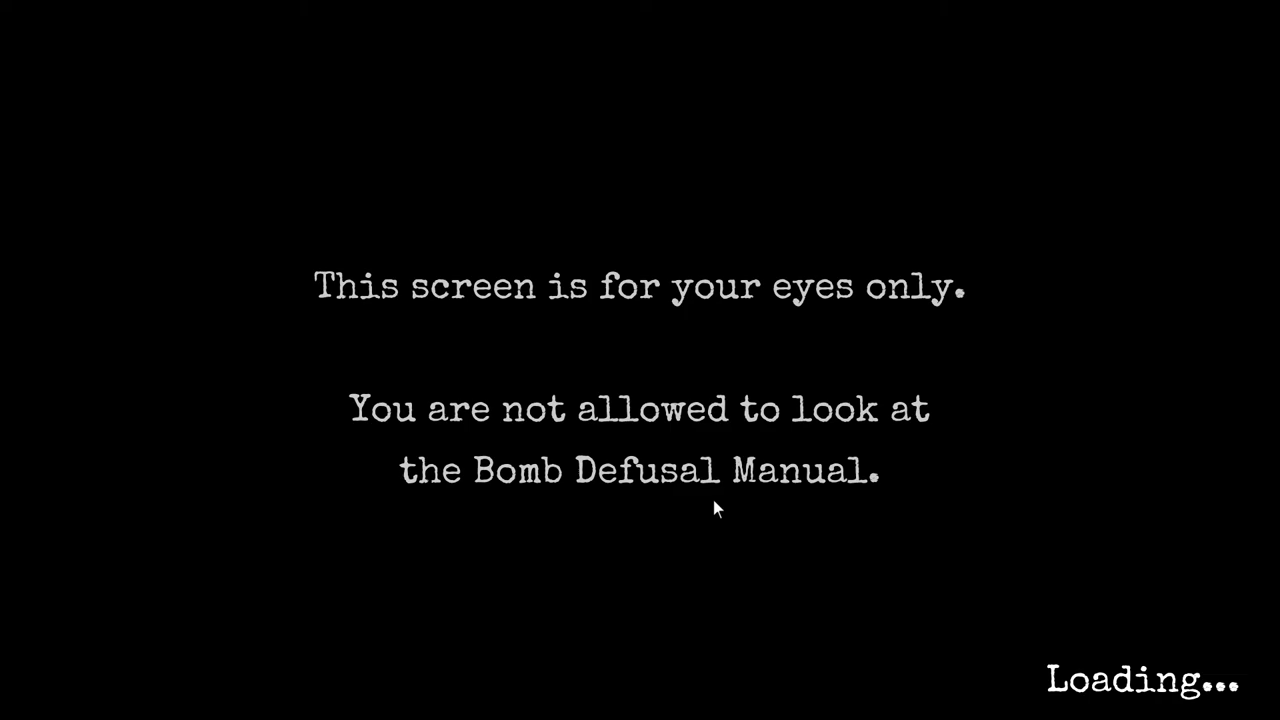 This screen is for your eyes only.
You are not allowed to look at
the Bomb Defusal Manual.
Loading...